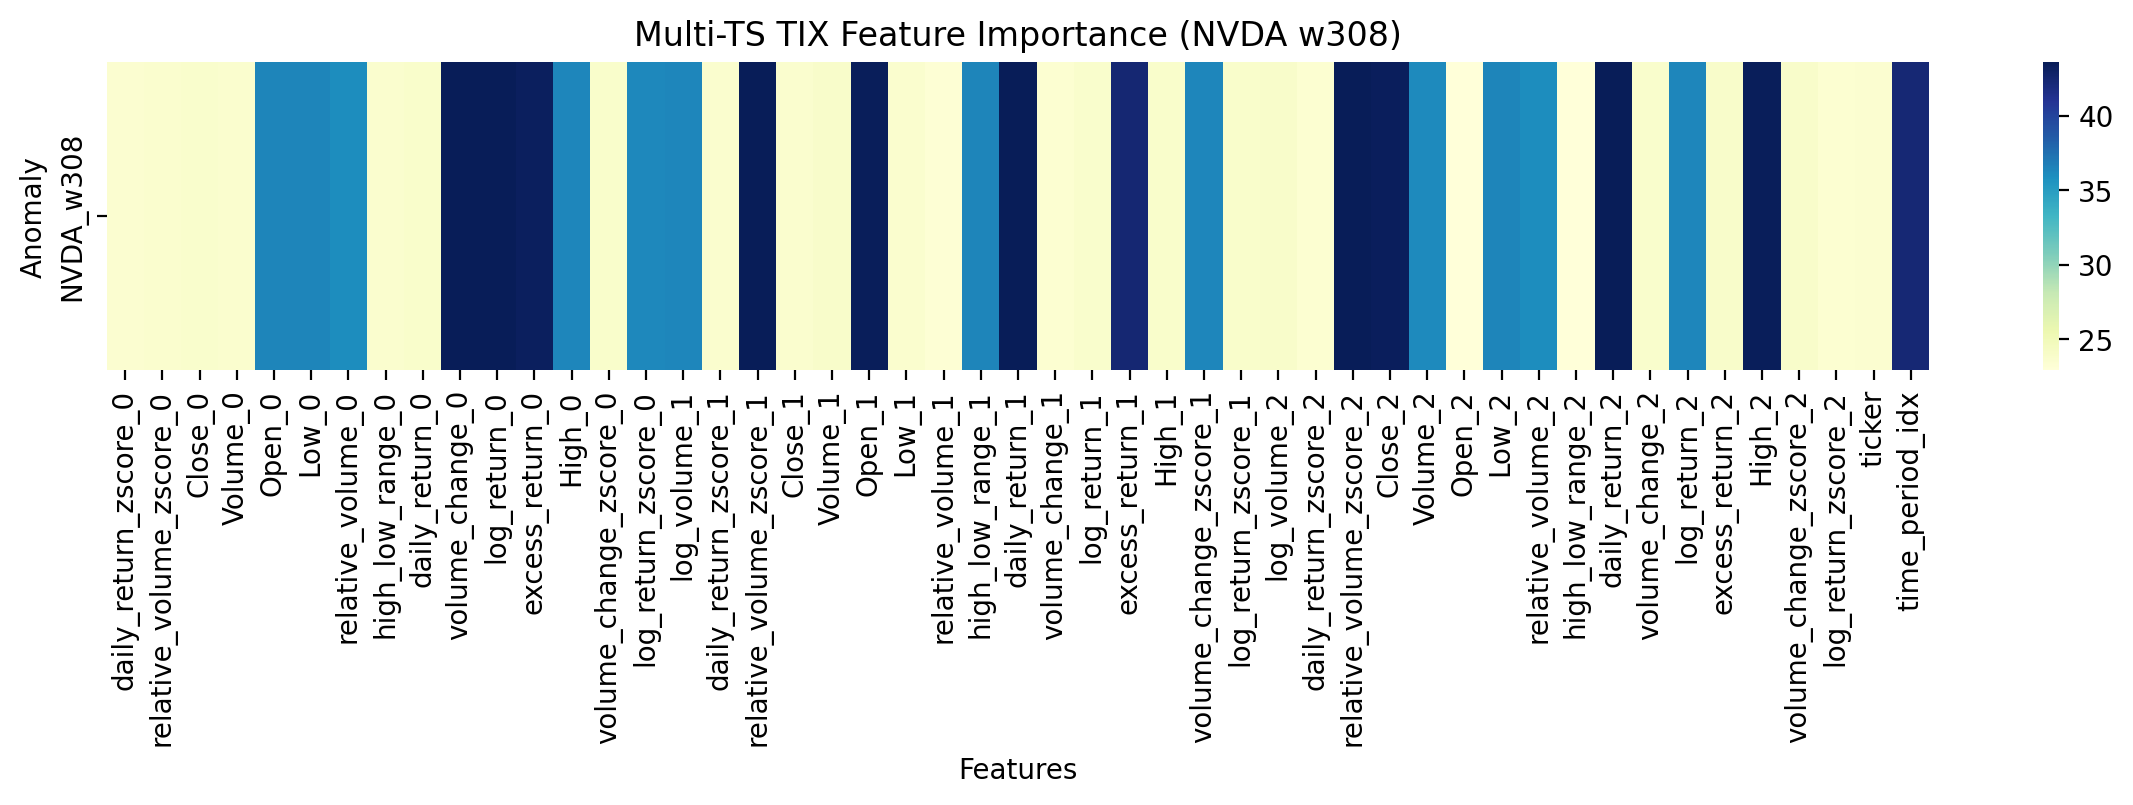 Multi-TS TIX Feature Importance (NVDA w308)
Anomaly
NVDA_w308
40
35
30
25
daily_return_zscore_0
relative_volume_zscore_0
Close_0
Volume_0
Open_0
Low_0
relative_volume_0
high_low_range_0
daily_return_0
volume_change_0
log_return_0
excess_return_0
High_0
volume_change_zscore_0
log_return_zscore_0
log_volume_1
daily_return_zscore_1
relative_volume_zscore_1
Close_1
Volume_1
Open_1
Low_1
relative_volume_1
high_low_range_1
daily_return_1
volume_change_1
log_return_1
excess_return_1
High_1
volume_change_zscore_1
log_return_zscore_1
log_volume_2
daily_return_zscore_2
relative_volume_zscore_2
Close_2
Volume_2
Open_2
Low_2
relative_volume_2
high_low_range_2
daily_return_2
volume_change_2
log_return_2
excess_return_2
High_2
volume_change_zscore_2
log_return_zscore_2
ticker
time_period_idx
Features